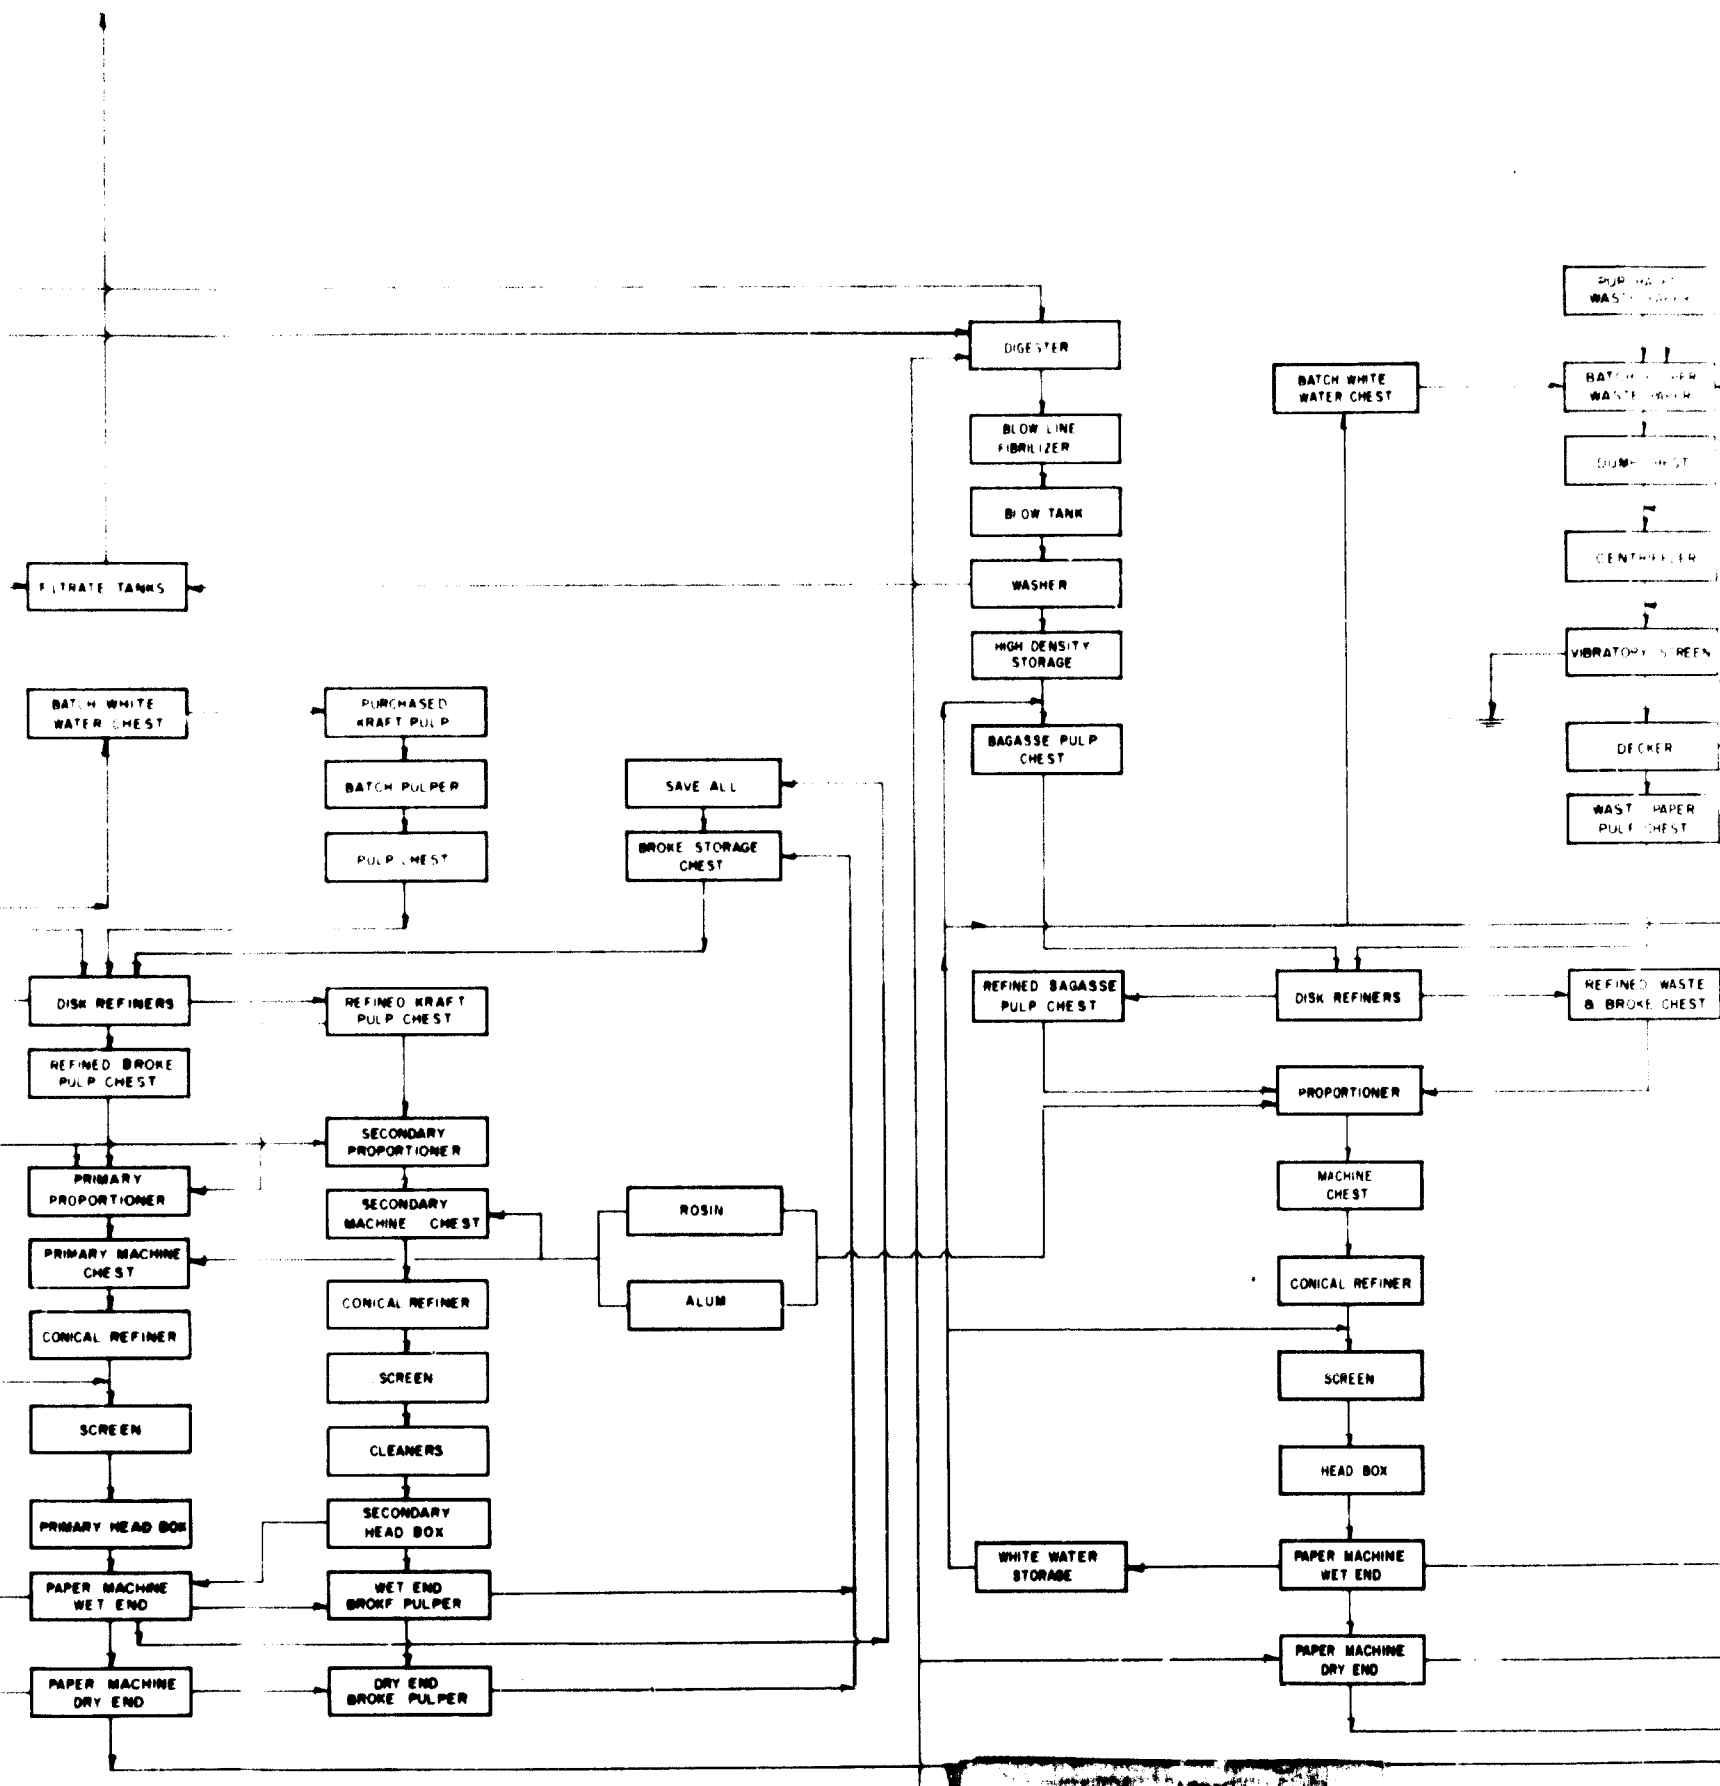 DIGESTER
BATCH WHITE
WATER CHEST
BLOW LINE
FIBRILIZER
BLOW TANK
CENTRIFELER
FILTRATE TANKS
WASHER
HIGH DENSITY
STORAGE
VIBRATORY SCREEN
BATCH WHITE
WATER CHEST
PURCHASED
KRAFT PULP
BAGASSE PULP
CHEST
DECKER
BATCH PULPER
SAVE ALL
WAST PAPER
PULP CHEST
PULP CHEST
BROKE STORAGE
CHEST
DISK REFINERS
REFINED KRAFT
PULP CHEST
REFINED BAGASSE
PULP CHEST
DISK REFINERS
REFINED WASTE
& BROKE CHEST
REFINED BROKE
PULP CHEST
PROPORTIONER
SECONDARY
PROPORTIONER
PRIMARY
PROPORTIONER
MACHINE
CHEST
SECONDARY
MACHINE CHEST
ROSIN
PRIMARY MACHINE
CHEST
CONICAL REFINER
ALUM
CONICAL REFINER
CONICAL REFINER
SCREEN
SCREEN
SCREEN
CLEANERS
HEAD BOX
PRIMARY HEAD BOX
SECONDARY
HEAD BOX
WHITE WATER
STORAGE
PAPER MACHINE
WET END
PAPER MACHINE
WET END
WET END
BROKE PULPER
PAPER MACHINE
DRY END
PAPER MACHINE
DRY END
DRY END
BROKE PULPER